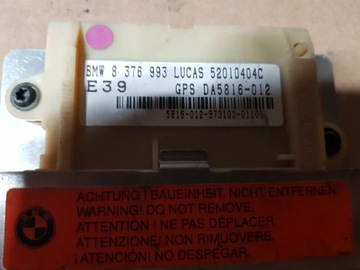 BMW 8 376 993 LUCAS 52010404C
E39 GPS DA5816-012
5816-012-973103-01101
ACHTUNG! BAUEINHEIT, NICHT ENTFERNEN
WARNING! DO NOT REMOVE.
ATTENTION! NE PAS DÉPLACER.
ATTENZIONE! NON RIMUOVERE.
¡ATENCIÓN! NO DESPEGAR.